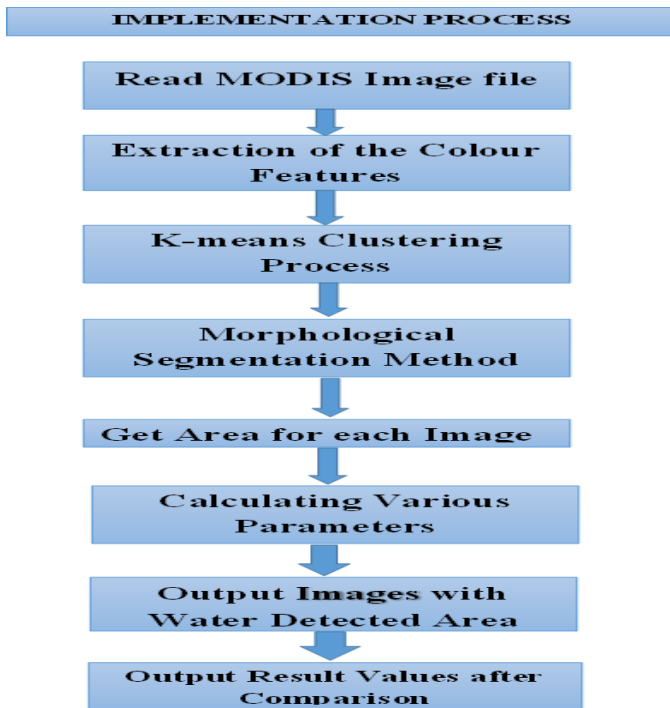 IMPLEMENTATION PROCESS
Read MODIS Image file
Extraction of the Colour
Features
K-means Clustering
Process
Morphological
Segmentation Method
Get Area for each Image
Calculating Various
Parameters
Output Images with
Water Detected Area
Output Result Values after
Comparison